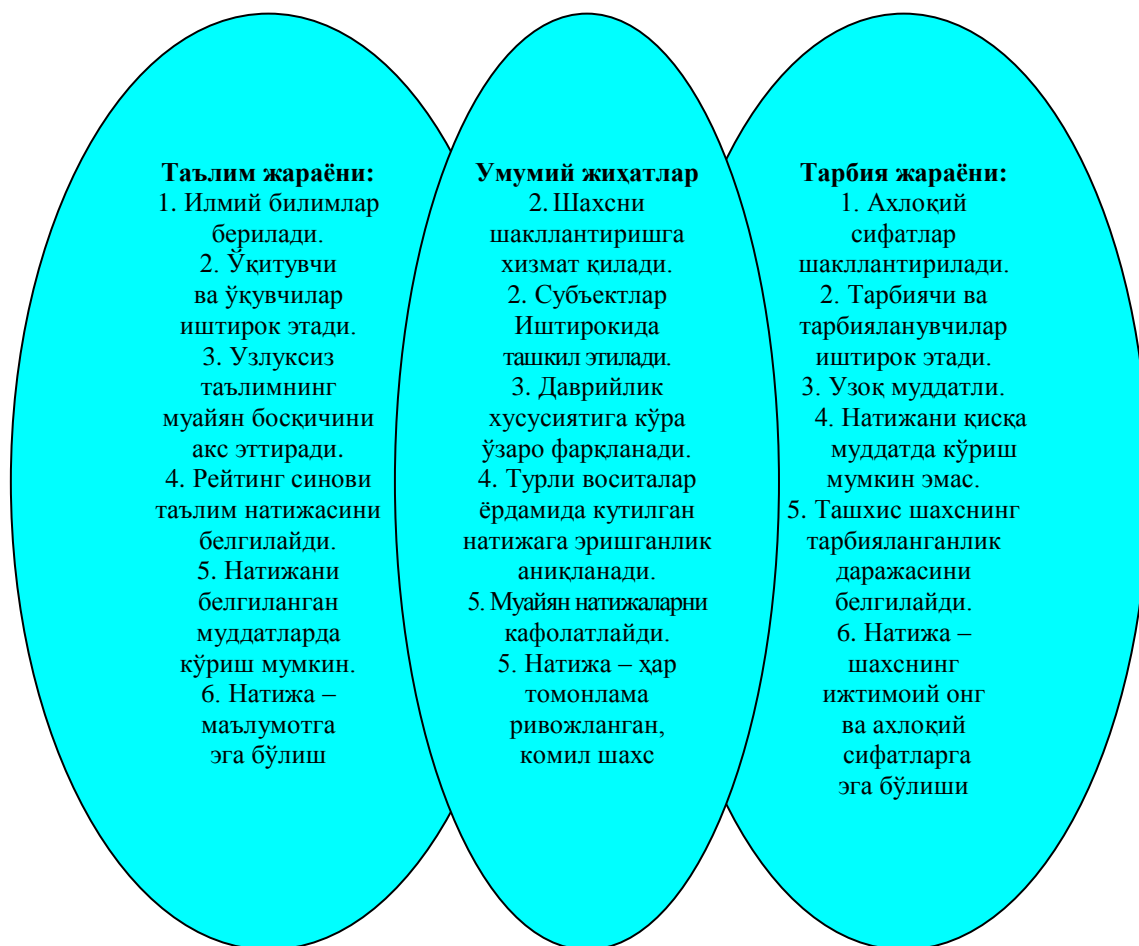 Таълим жараёни:
1. Илмий билимлар
берилади.
2. Ўқитувчи
ва ўқувчилар
иштирок этади.
3. Узлуксиз
таълимнинг
муайян босқичини
акс эттиради.
4. Рейтинг синови
таълим натижасини
белгилайди.
5. Натижани
белгиланган
муддатларда
кўриш мумкин.
6. Натижа –
маълумотга
эга бўлиш
Умумий жиҳатлар
2. Шахсни
шакллантиришга
хизмат қилади.
2. Субъектлар
Иштирокида
ташкил этилади.
3. Даврийлик
хусусиятига кўра
ўзаро фарқланади.
4. Турли воситалар
ёрдамида кутилган
натижага эришганлик
аниқланади.
5. Муайян натижаларни
кафолатлайди.
5. Натижа – ҳар
томонлама
ривожланган,
комил шахс
Тарбия жараёни:
1. Ахлоқий
сифатлар
шакллантирилади.
2. Тарбиячи ва
тарбияланувчилар
иштирок этади.
3. Узоқ муддатли.
4. Натижани қисқа
муддатда кўриш
мумкин эмас.
5. Ташхис шахснинг
тарбияланганлик
даражасини
белгилайди.
6. Натижа –
шахснинг
ижтимоий онг
ва ахлоқий
сифатларга
эга бўлиши